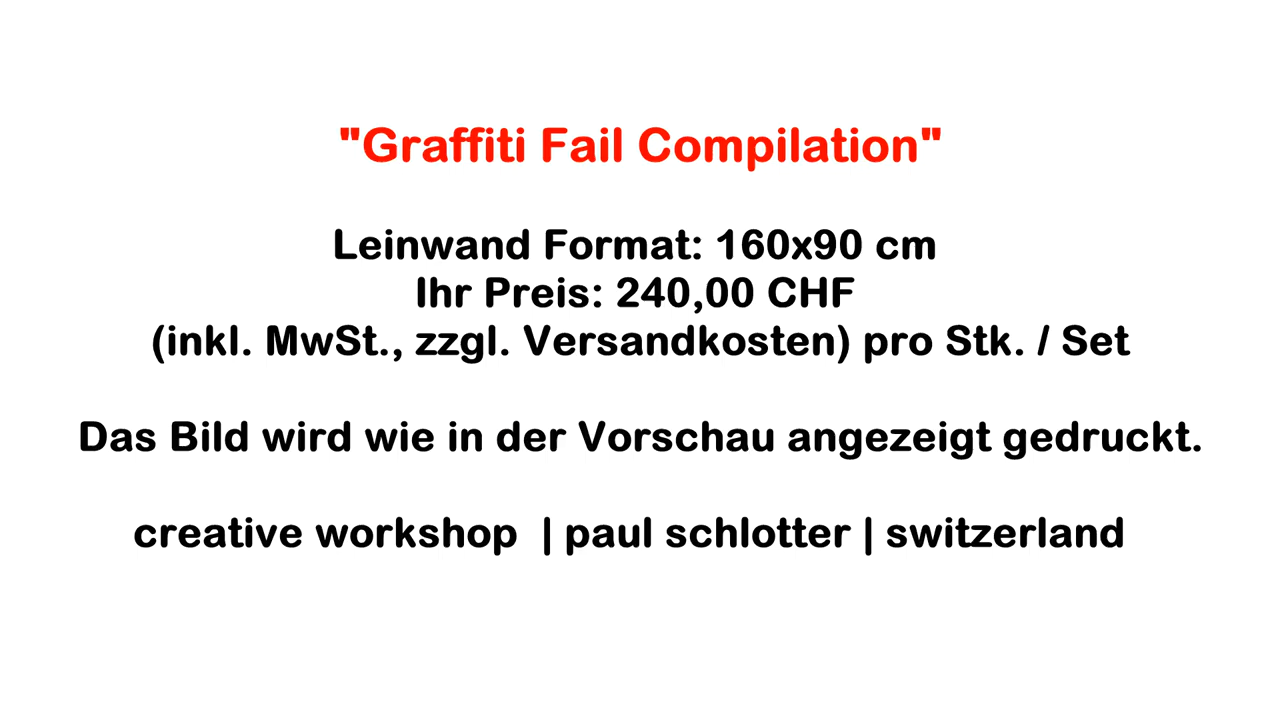 "Graffiti Fail Compilation"
Leinwand Format: 160x90 cm
Ihr Preis: 240,00 CHF
(inkl. MwSt., zzgl. Versandkosten) pro Stk. / Set
Das Bild wird wie in der Vorschau angezeigt gedruckt.
creative workshop | paul schlotter | switzerland